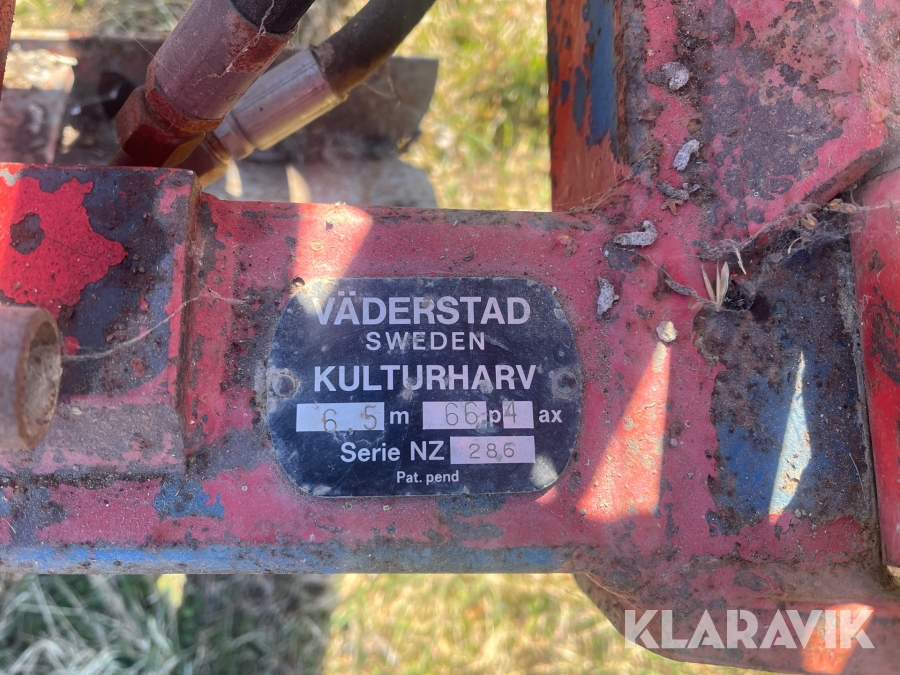 VÄDERSTAD
SWEDEN
KULTURHARV
6.5 m 66 p 4 ax
Serie NZ 286
Pat. pend
KLARAVIK